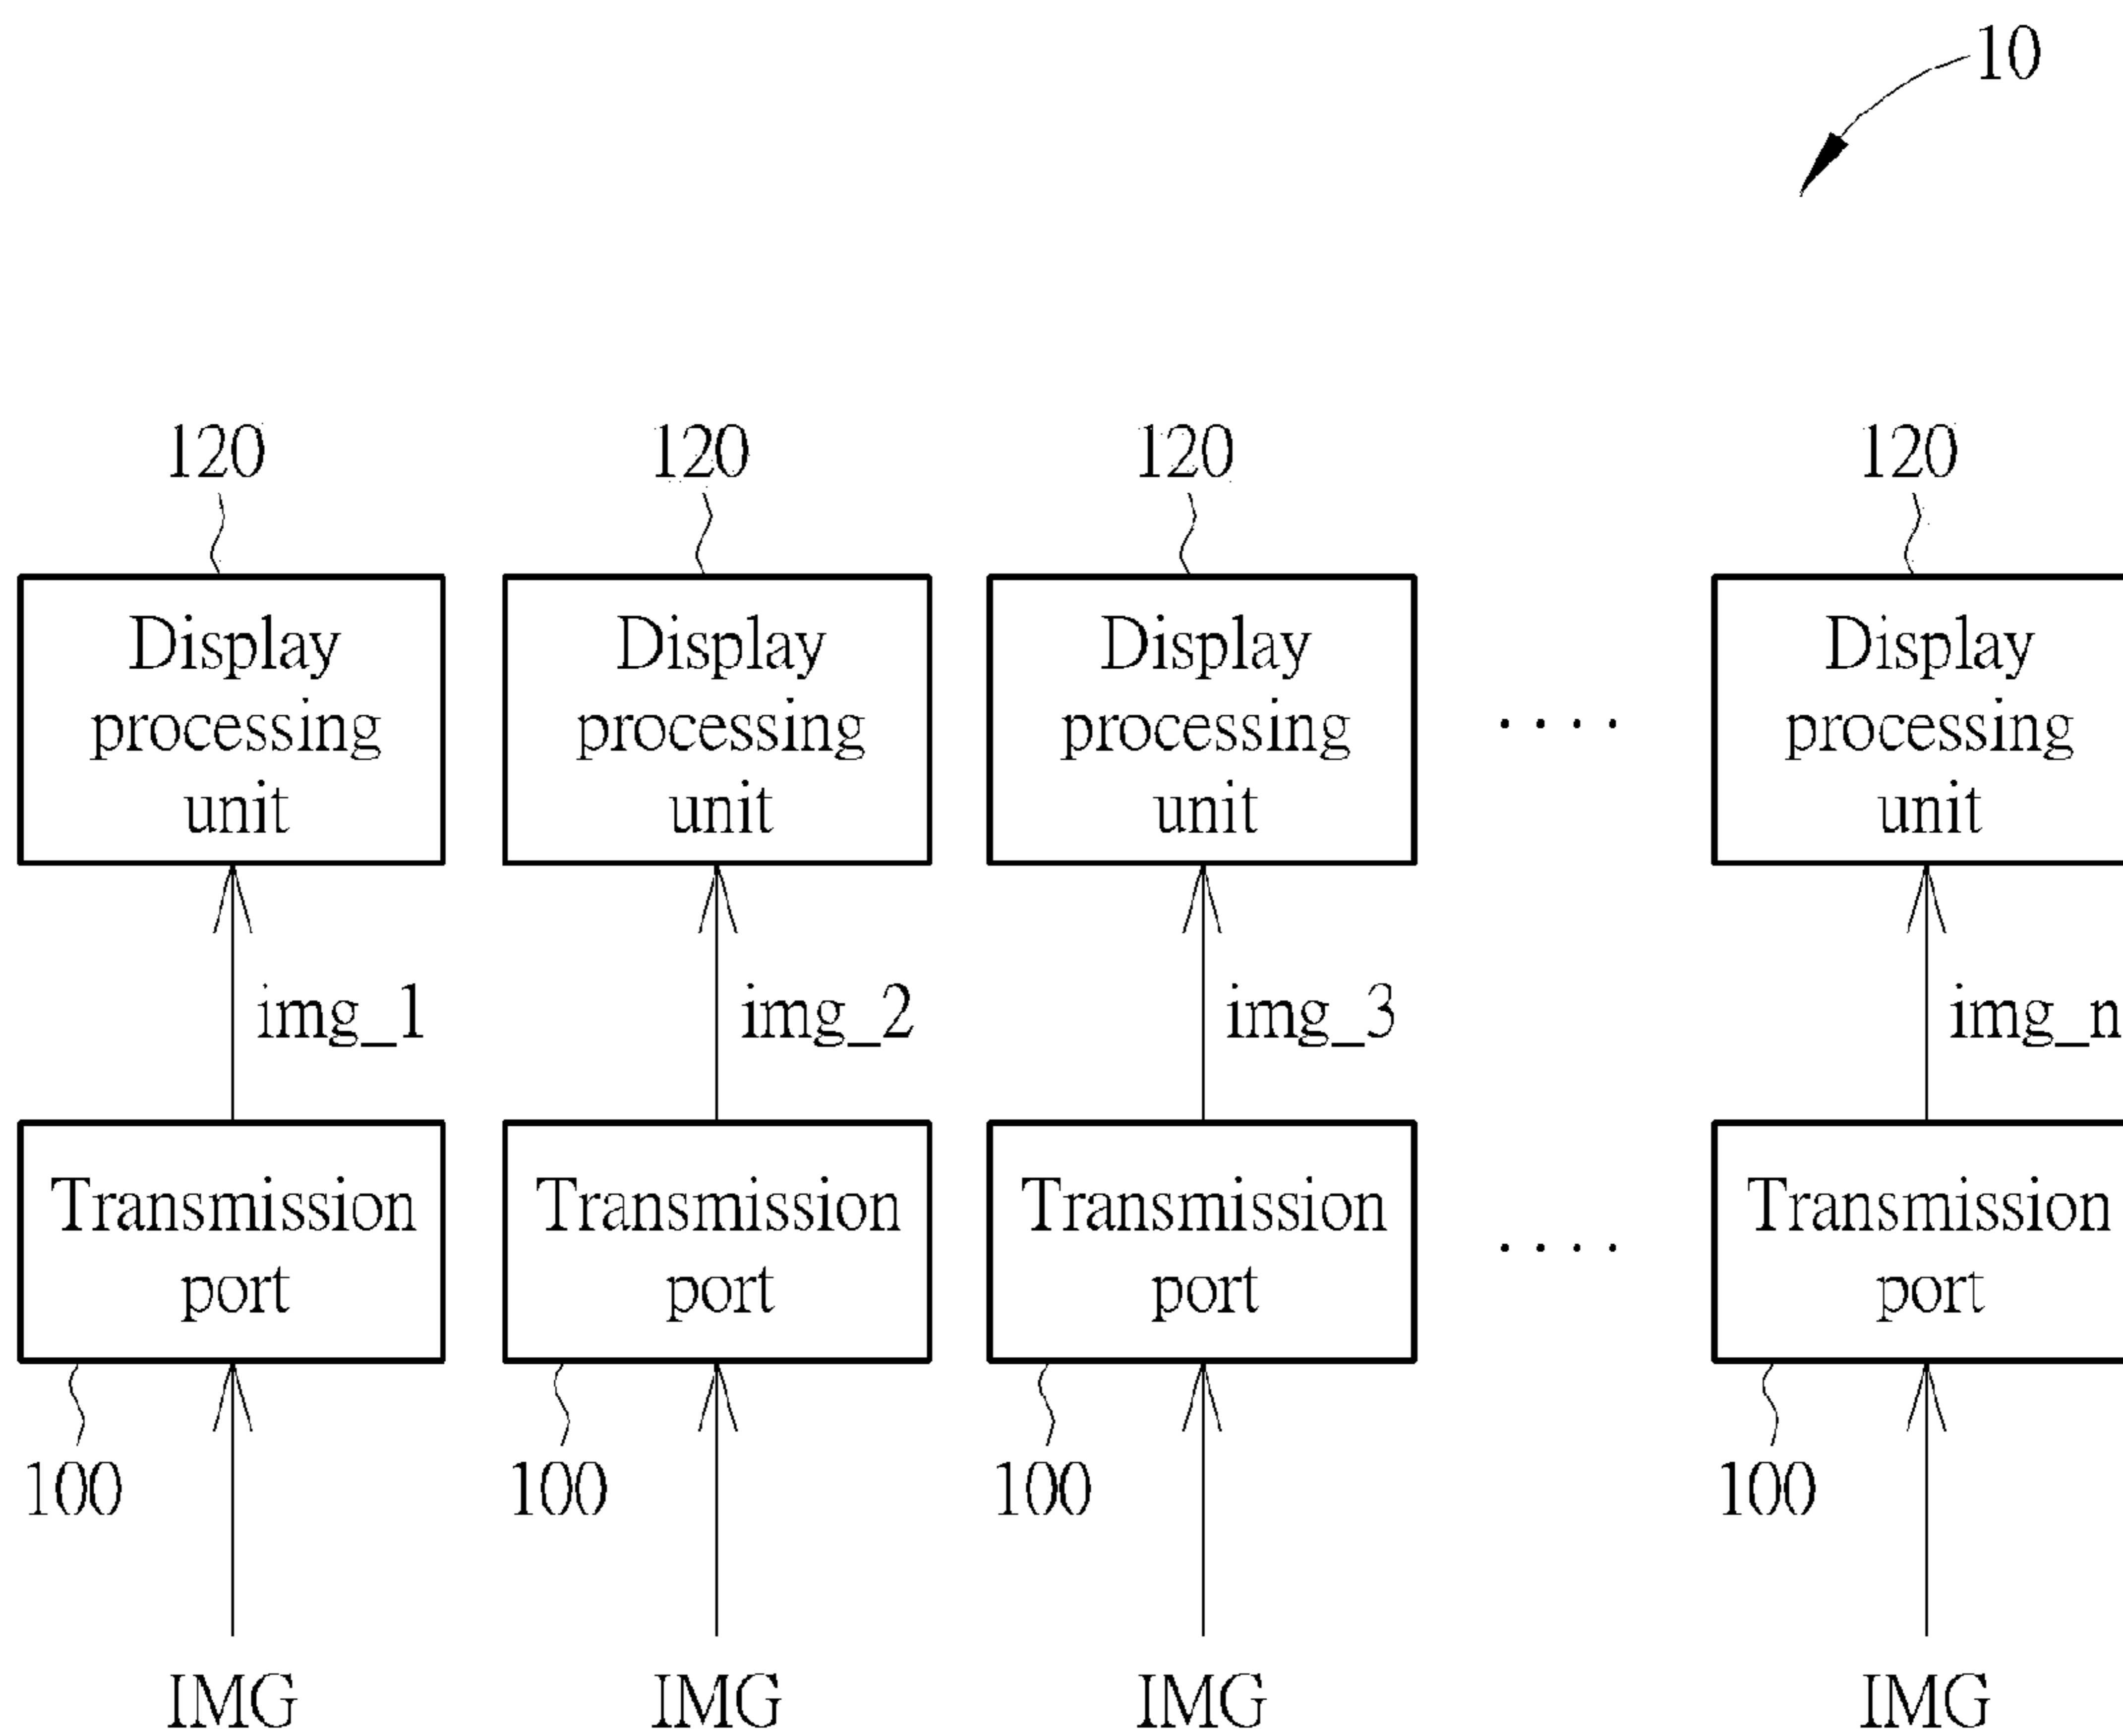 10
120 120 120 120
Display Display Display Display
processing processing processing .... processing
unit unit unit unit
img_1 img_2 img_3 img_n
Transmission Transmission Transmission Transmission
....
port port port port
100 100 100 100
IMG IMG IMG IMG